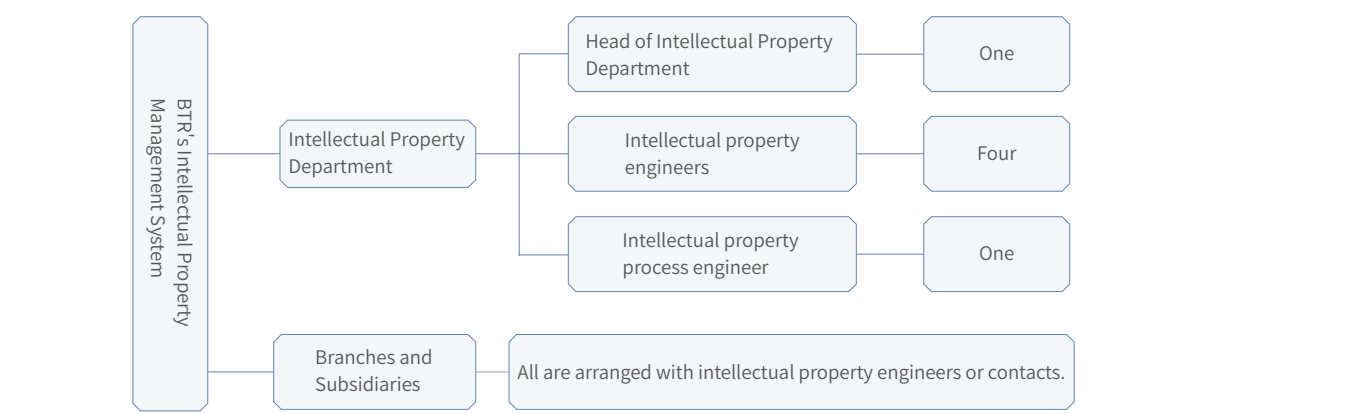 BTR's Intellectual Property
Management System
Intellectual Property
Department
Head of Intellectual Property
Department
One
Intellectual property
engineers
Four
Intellectual property
process engineer
One
Branches and
Subsidiaries
All are arranged with intellectual property engineers or contacts.